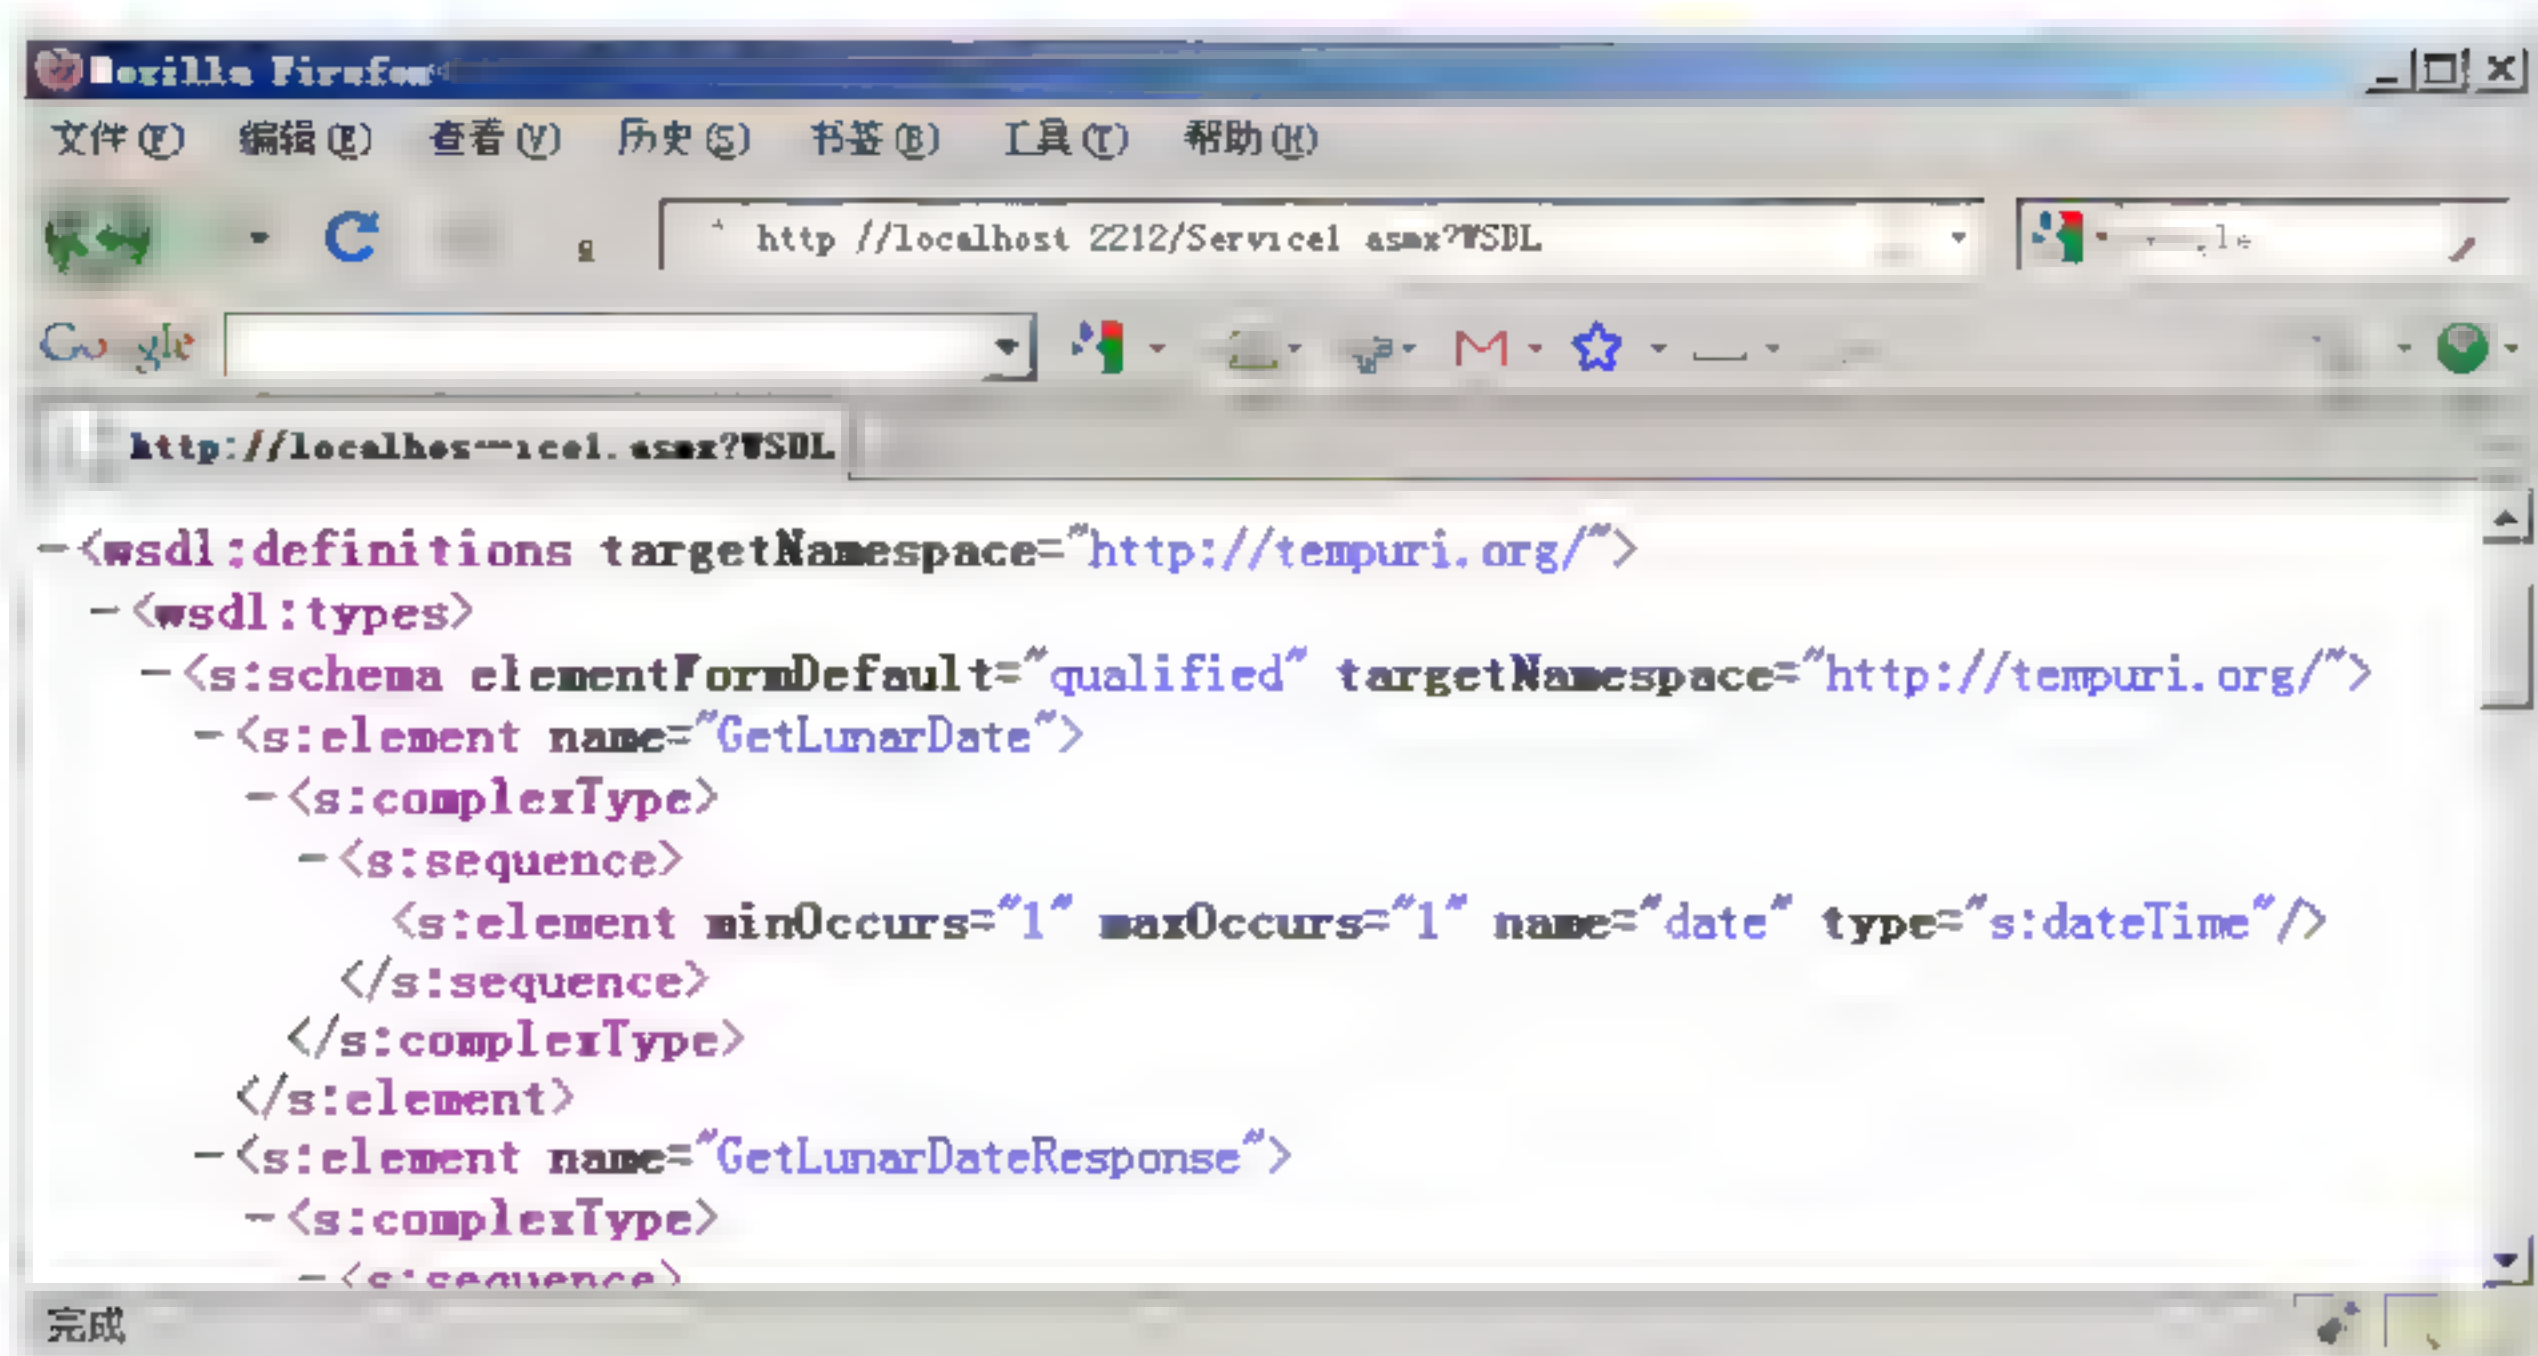 Mozilla Firefox
文件(F) 编辑(E) 查看(V) 历史(S) 书签(B) 工具(T) 帮助(H)
http //localhost 2212/Service1 asmx?WSDL
http://localhos...ice1.asmx?WSDL
-<wsdl:definitions targetNamespace="http://tempuri.org/">
-<wsdl:types>
-<s:schema elementFormDefault="qualified" targetNamespace="http://tempuri.org/">
-<s:element name="GetLunarDate">
-<s:complexType>
-<s:sequence>
<s:element minOccurs="1" maxOccurs="1" name="date" type="s:dateTime"/>
</s:sequence>
</s:complexType>
</s:element>
-<s:element name="GetLunarDateResponse">
-<s:complexType>
-<s:sequence>
完成